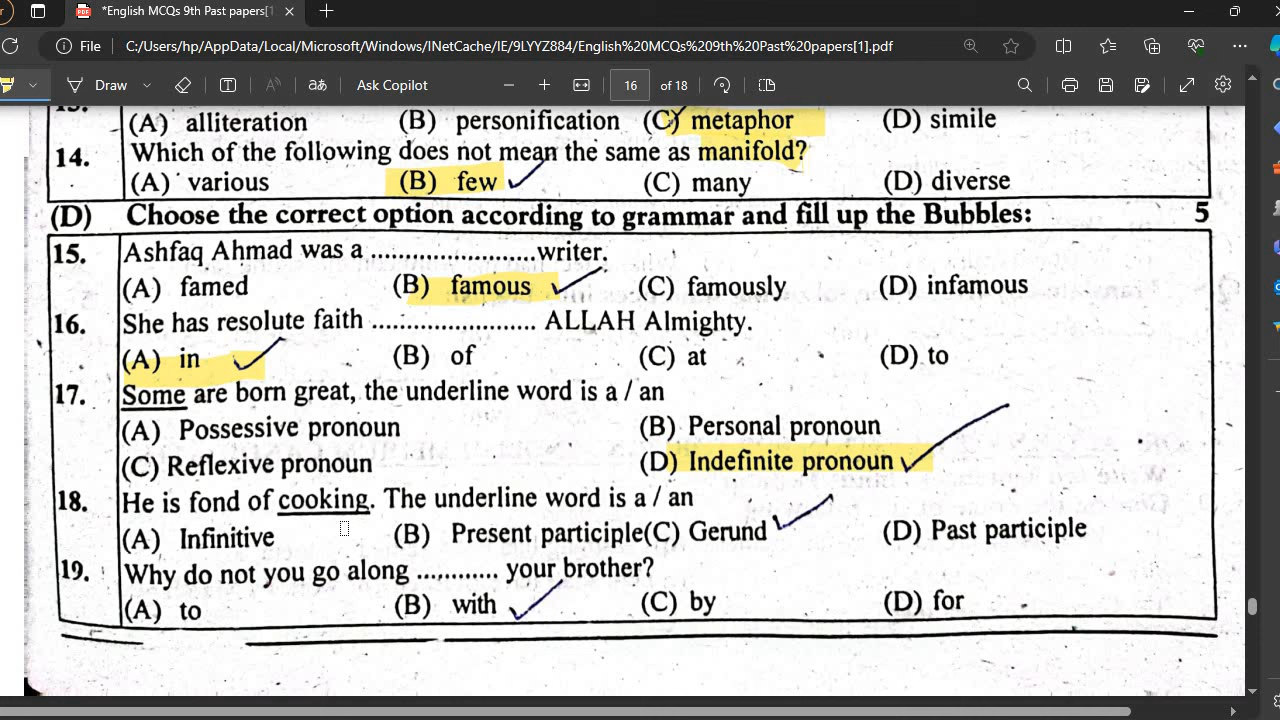 *English MCQs 9th Past papers[1]
File C:/Users/hp/AppData/Local/Microsoft/Windows/INetCache/IE/9LYYZ884/English%20MCQs%209th%20Past%20papers[1].pdf
Draw aあ Ask Copilot 16 of 18
(A) alliteration (B) personification (C) metaphor (D) simile
14. Which of the following does not mean the same as manifold?
(A) various (B) few (C) many (D) diverse
(D) Choose the correct option according to grammar and fill up the Bubbles: 5
15. Ashfaq Ahmad was a ........................writer.
(A) famed (B) famous (C) famously (D) infamous
16. She has resolute faith ........................ ALLAH Almighty.
(A) in (B) of (C) at (D) to
17. Some are born great, the underline word is a / an
(A) Possessive pronoun (B) Personal pronoun
(C) Reflexive pronoun (D) Indefinite pronoun
18. He is fond of cooking. The underline word is a / an
(A) Infinitive (B) Present participle(C) Gerund (D) Past participle
19. Why do not you go along ............ your brother?
(A) to (B) with (C) by (D) for